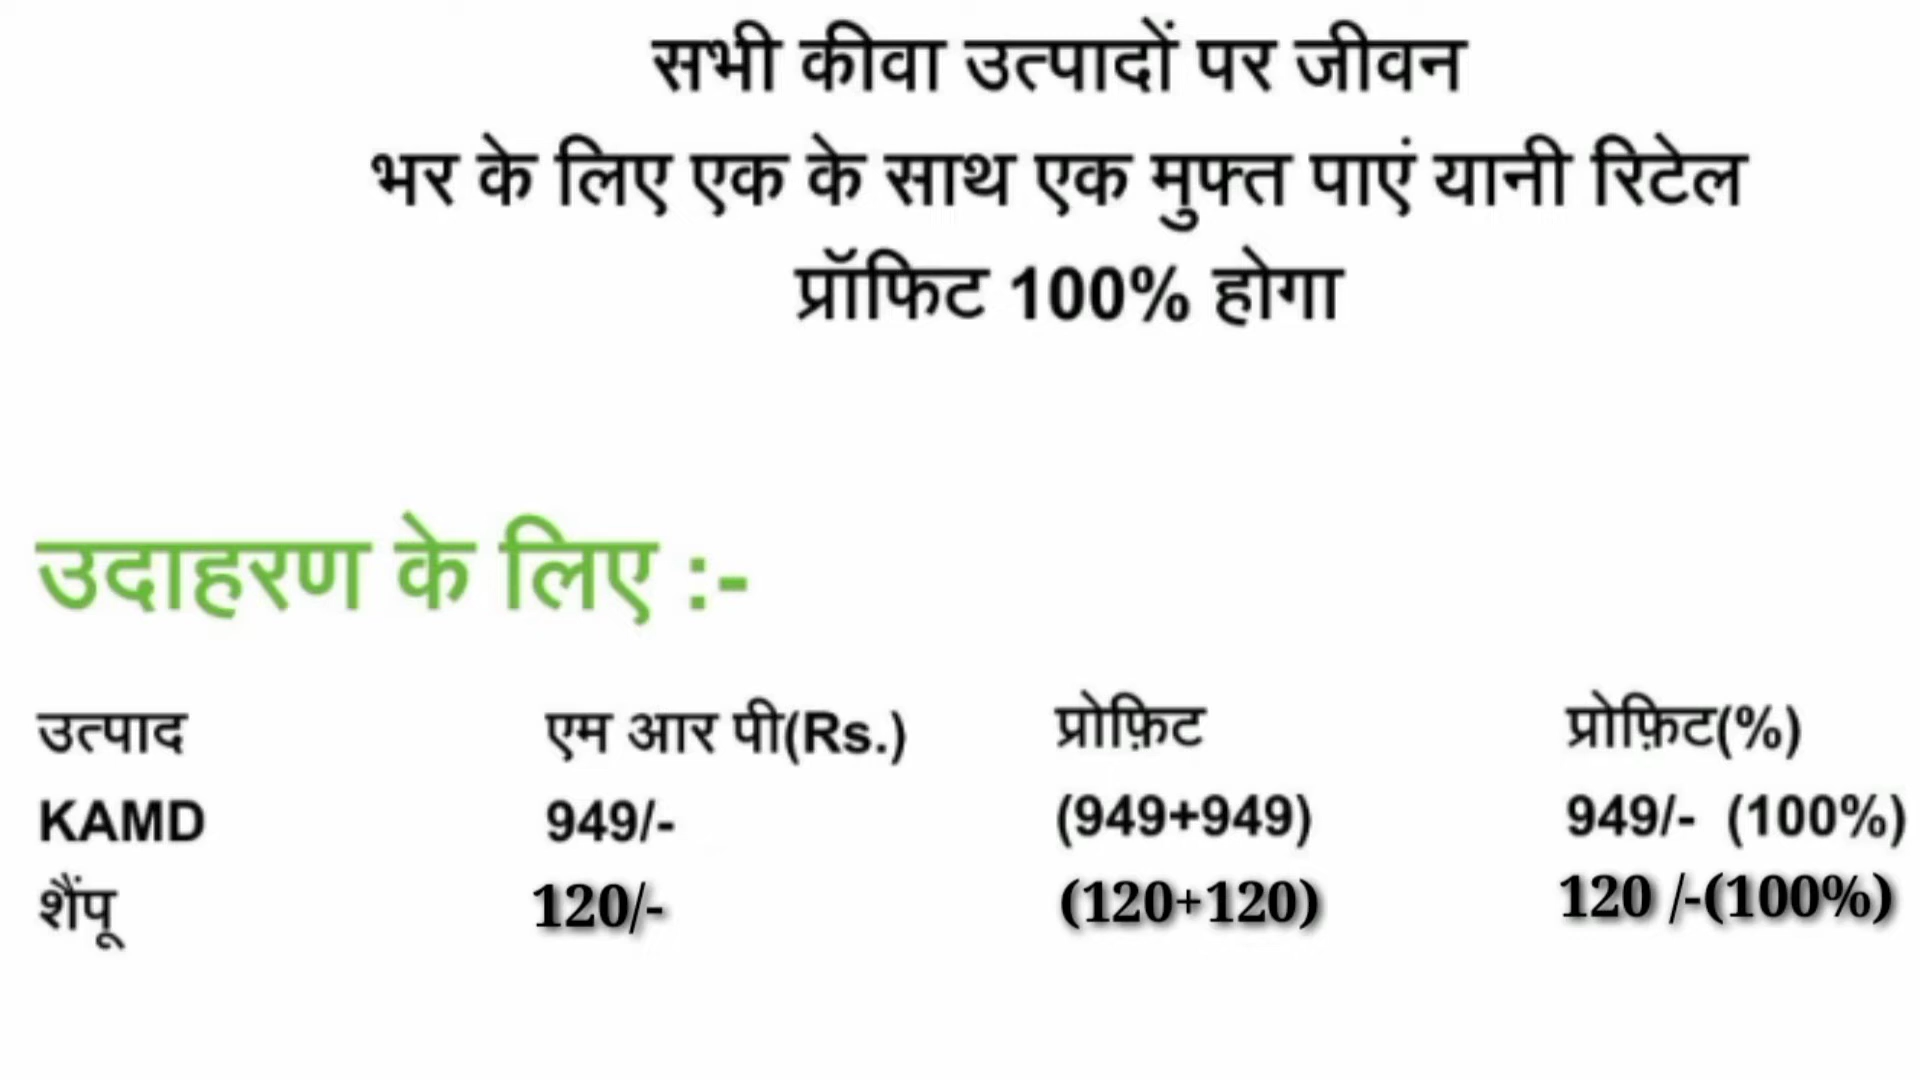 सभी कीवा उत्पादों पर जीवन
भर के लिए एक के साथ एक मुफ्त पाएं यानी रिटेल
प्रॉफिट 100% होगा
उदाहरण के लिए :-
उत्पाद एम आर पी(Rs.) प्रोफ़िट प्रोफ़िट(%)
KAMD 949/- (949+949) 949/- (100%)
शैंपू 120/- (120+120) 120 /-(100%)